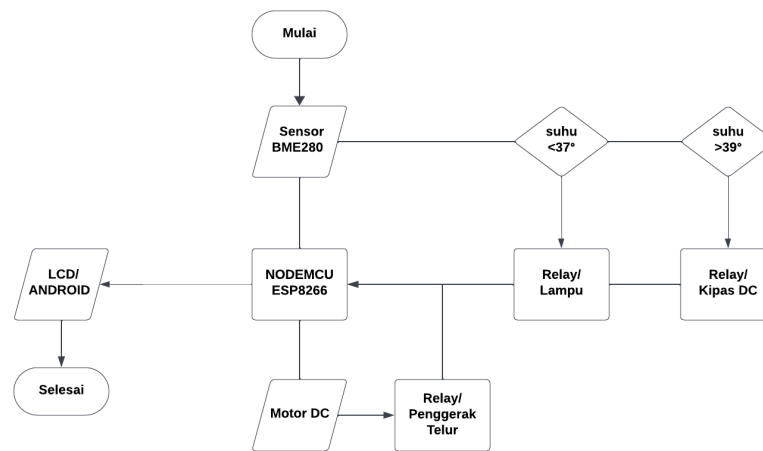 Mulai
Sensor
BME280
suhu
<37°
suhu
>39°
LCD/
ANDROID
NODEMCU
ESP8266
Relay/
Lampu
Relay/
Kipas DC
Selesai
Motor DC
Relay/
Penggerak
Telur